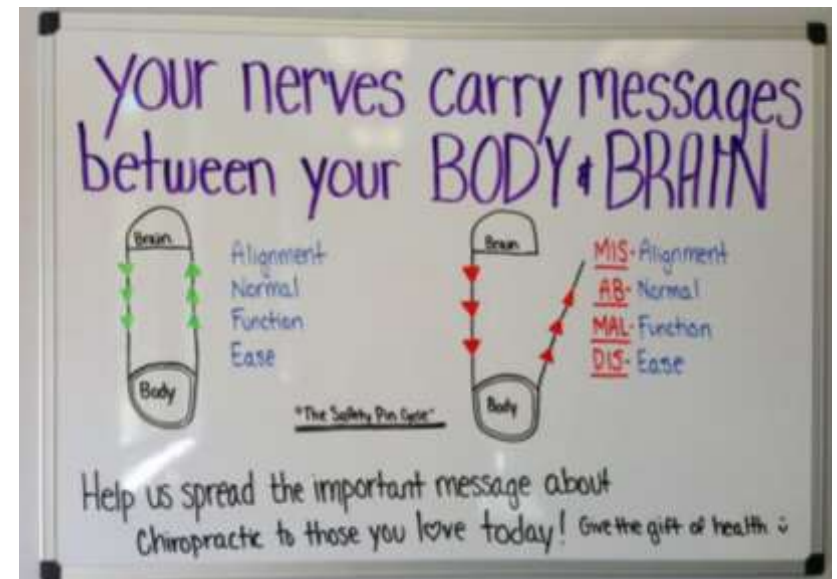 Your nerves carry messages
between your BODY & BRAIN
Brain
Alignment
Normal
Function
Ease
Body
Brain
MIS-Alignment
AB-Normal
MAL-Function
DIS-Ease
Body
"The Safety Pin Cycle"
Help us spread the important message about
Chiropractic to those you love today! Give the gift of health